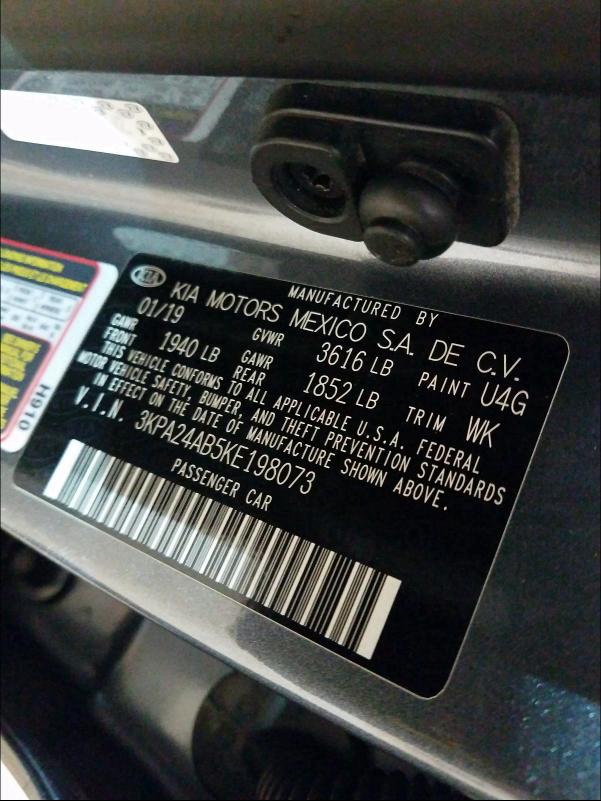 KIA
MANUFACTURED BY
KIA MOTORS MEXICO S.A. DE C.V.
01/19 GVWR 3616 LB PAINT U4G
GAWR FRONT 1940 LB GAWR REAR 1852 LB TRIM WK
THIS VEHICLE CONFORMS TO ALL APPLICABLE U.S.A. FEDERAL
MOTOR VEHICLE SAFETY, BUMPER, AND THEFT PREVENTION STANDARDS
IN EFFECT ON THE DATE OF MANUFACTURE SHOWN ABOVE.
V.I.N. 3KPA24AB5KE198073
PASSENGER CAR
H910